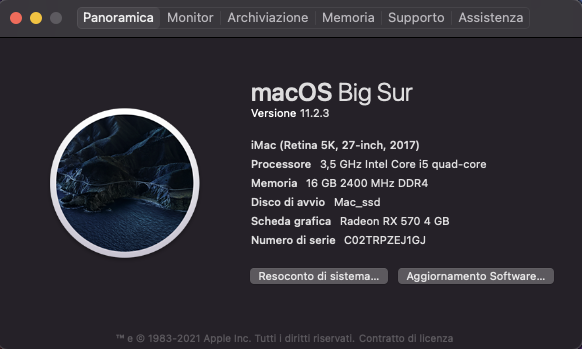 Panoramica Monitor Archiviazione Memoria Supporto Assistenza
macOS Big Sur
Versione 11.2.3
iMac (Retina 5K, 27-inch, 2017)
Processore 3,5 GHz Intel Core i5 quad-core
Memoria 16 GB 2400 MHz DDR4
Disco di avvio Mac_ssd
Scheda grafica Radeon RX 570 4 GB
Numero di serie C02TRPZEJ1GJ
Resoconto di sistema... Aggiornamento Software...
™ e © 1983-2021 Apple Inc. Tutti i diritti riservati. Contratto di licenza